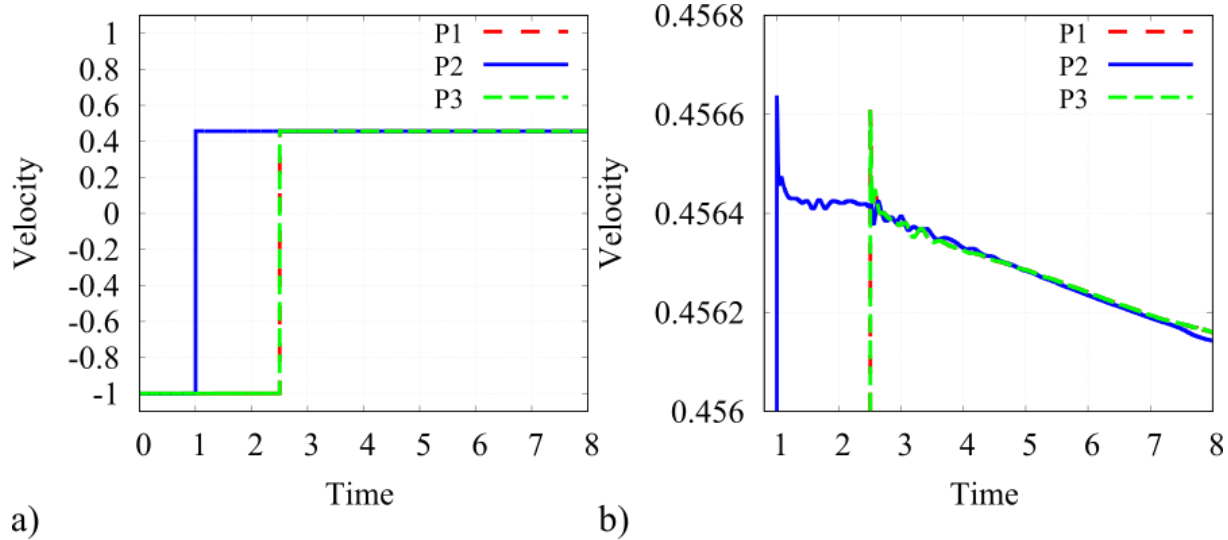 1
0.8
0.6
0.4
0.2
0
-0.2
-0.4
-0.6
-0.8
-1
Velocity
P1
P2
P3
0 1 2 3 4 5 6 7 8
Time
a)
0.4568
0.4566
0.4564
0.4562
0.456
Velocity
P1
P2
P3
1 2 3 4 5 6 7 8
Time
b)